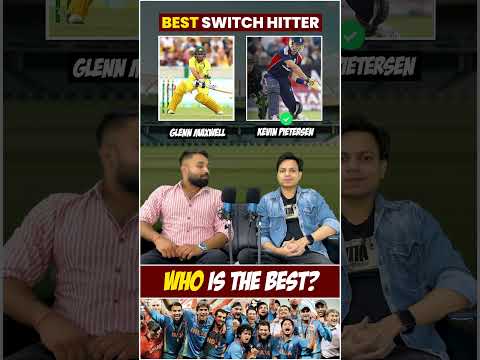 BEST SWITCH HITTER
GLENN MAXWELL
KEVIN PIETERSEN
WHO IS THE BEST?